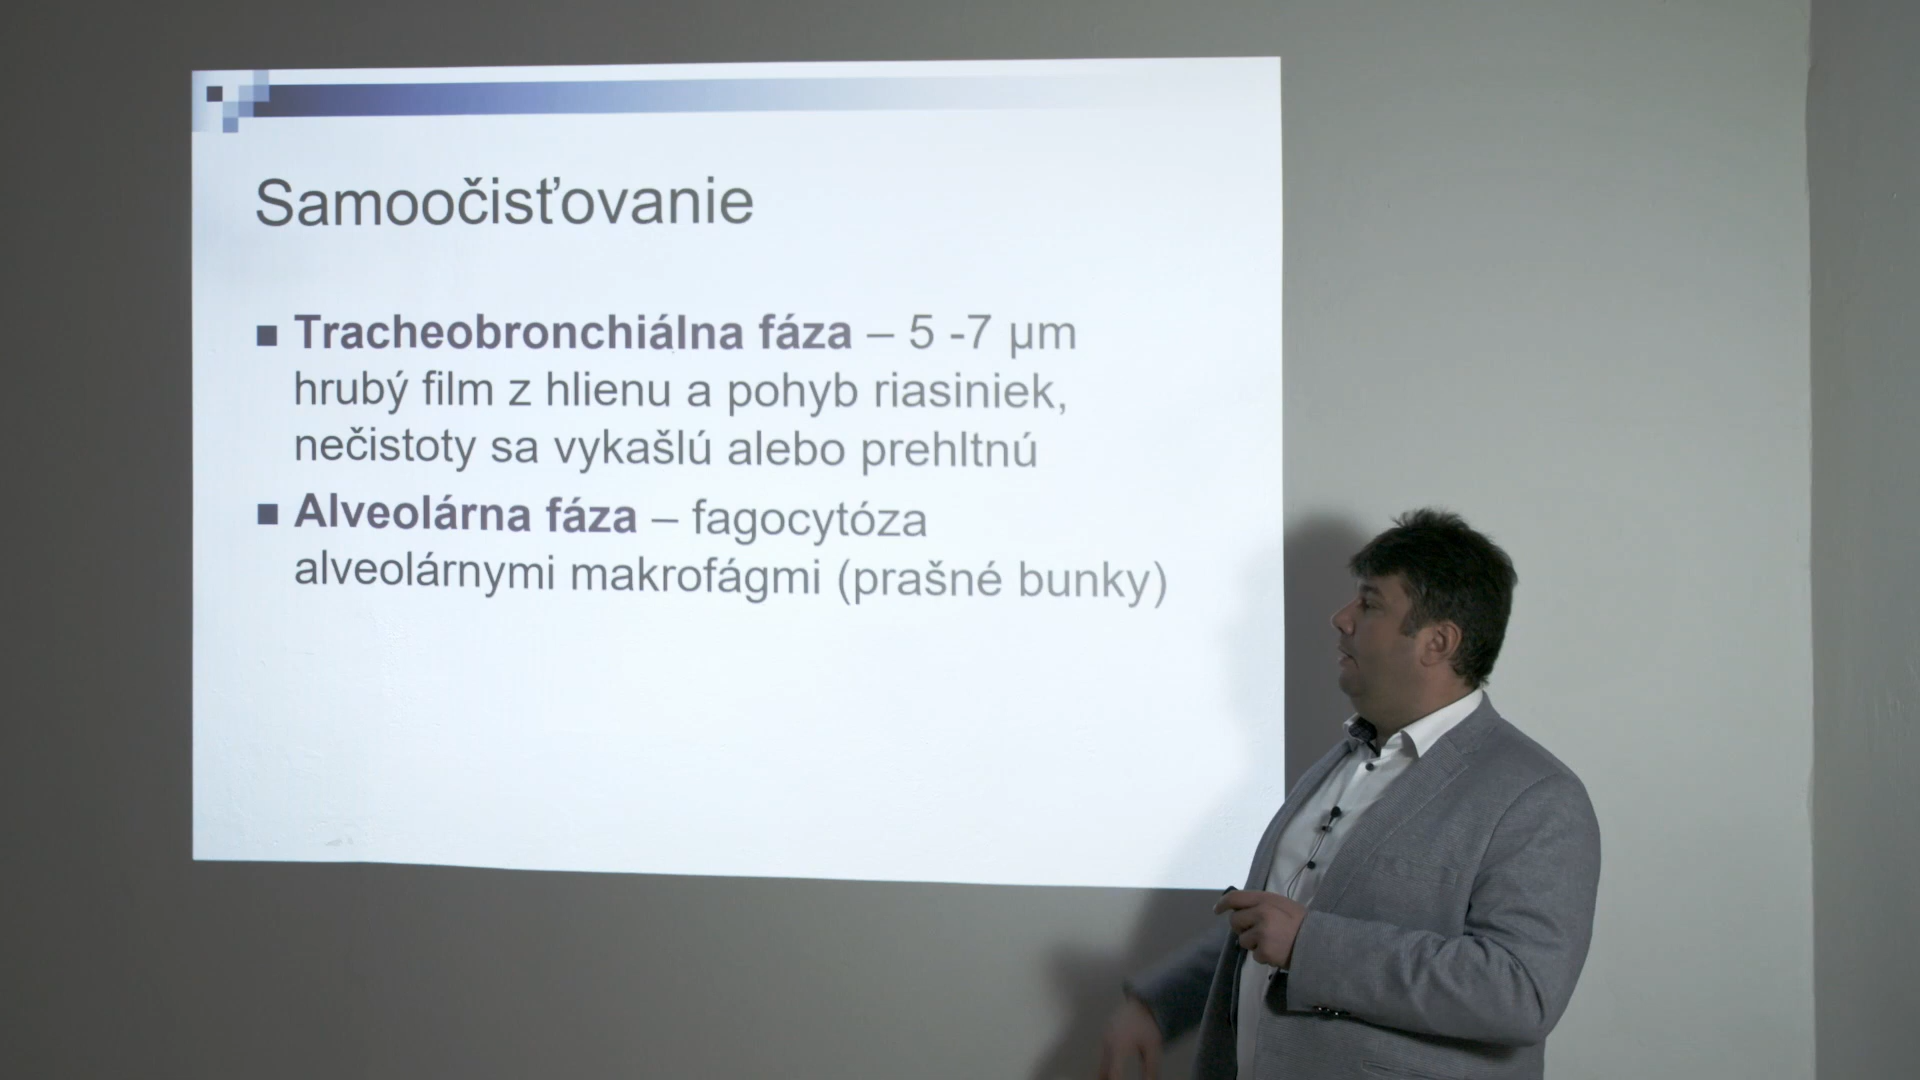 Samoočisťovanie
Tracheobronchiálna fáza – 5 -7 µm
hrubý film z hlienu a pohyb riasiniek,
nečistoty sa vykašlú alebo prehltnú
Alveolárna fáza – fagocytóza
alveolárnymi makrofágmi (prašné bunky)